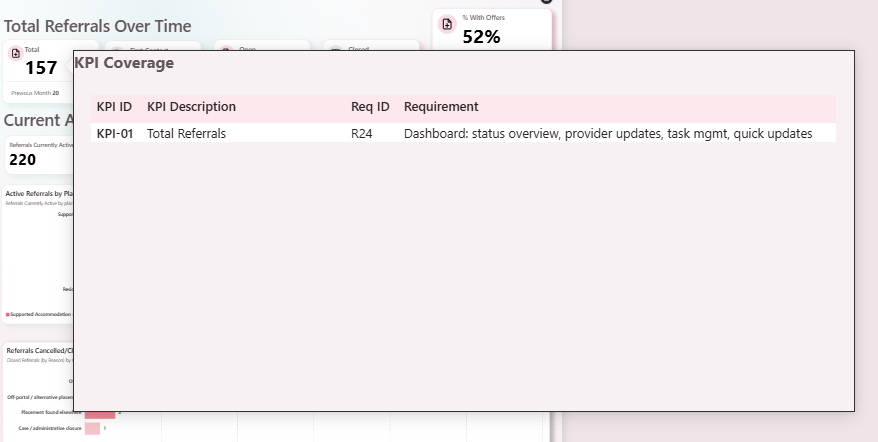 Total Referrals Over Time
% With Offers
52%
Total
157
Previous Month 20
First Contact
Open
Closed
KPI Coverage
KPI ID KPI Description Req ID Requirement
KPI-01 Total Referrals R24 Dashboard: status overview, provider updates, task mgmt, quick updates
Current A
Referrals Currently Active
220
Active Referrals by Pla
Referrals Currently Active by plac
Suppor
Resid
Supported Accommodation
Referrals Cancelled/Cl
Closed Referrals (by Reason) by
Off-portal / alternative placem
Placement found elsewhere
Case / administrative closure 1